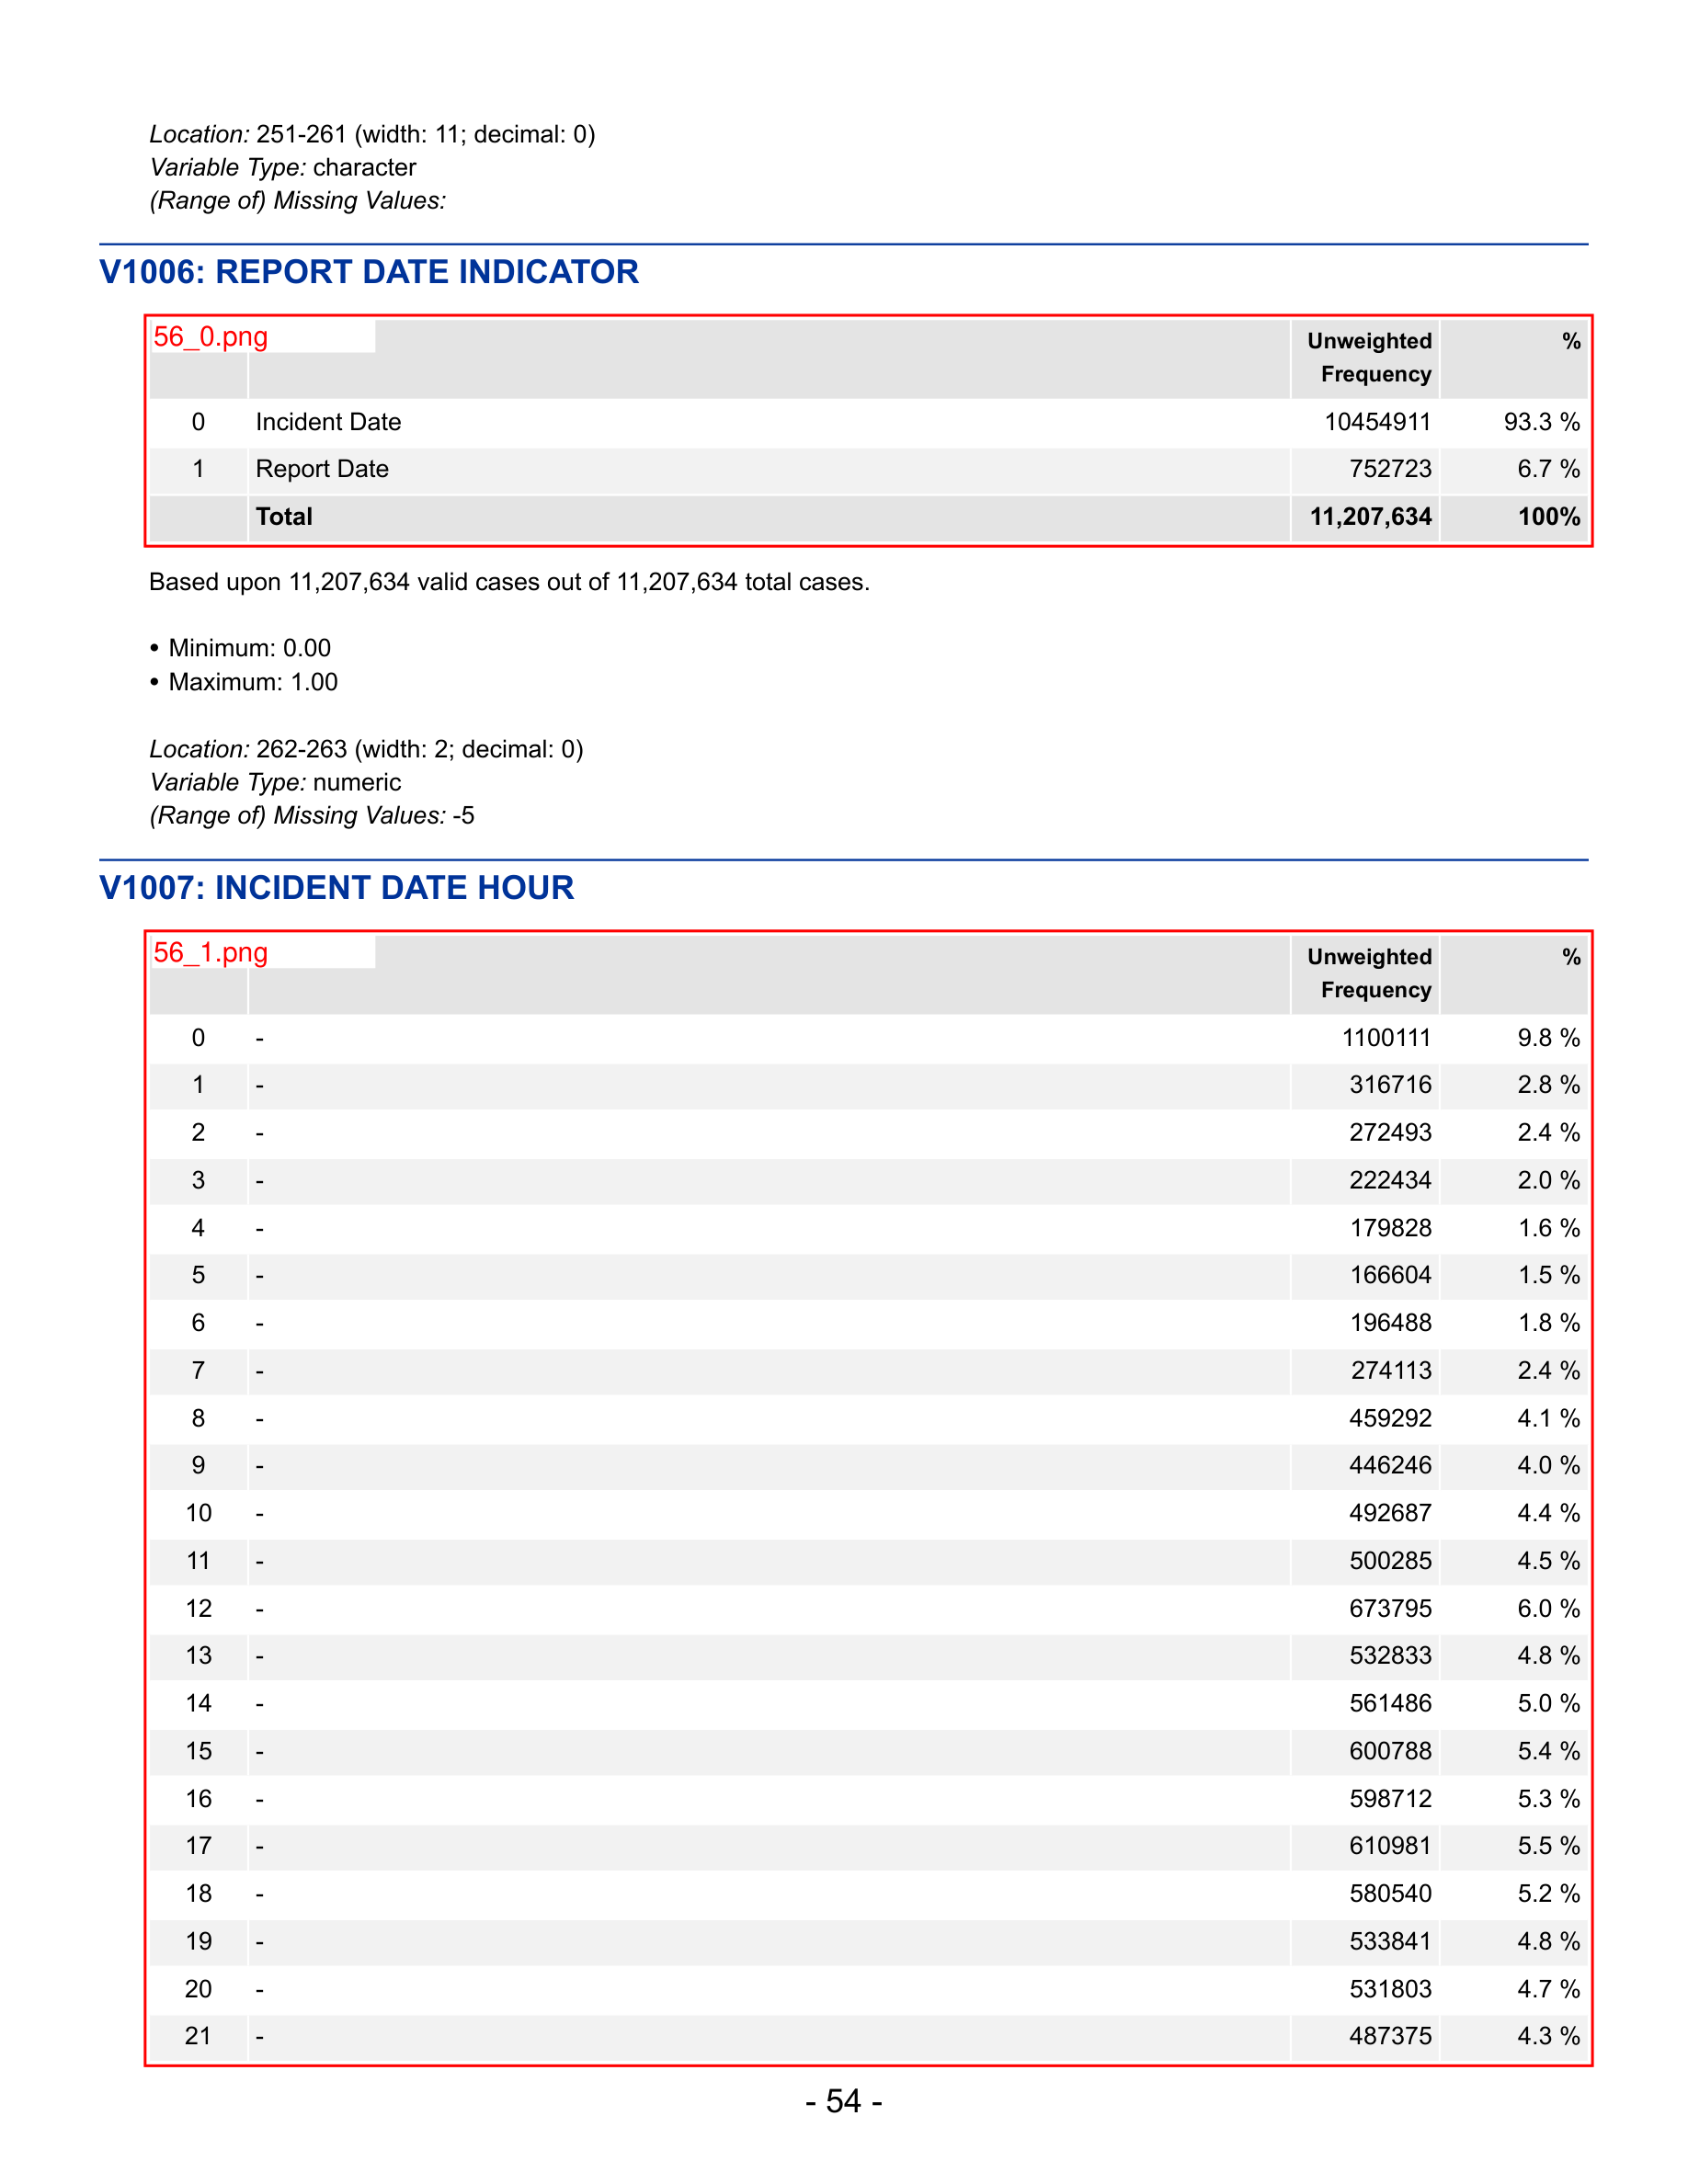 Location: 251-261 (width: 11; decimal: 0)
Variable Type: character
(Range of) Missing Values:
V1006: REPORT DATE INDICATOR
56_0.png
Unweighted Frequency %
0 Incident Date 10454911 93.3 %
1 Report Date 752723 6.7 %
Total 11,207,634 100%
Based upon 11,207,634 valid cases out of 11,207,634 total cases.
• Minimum: 0.00
• Maximum: 1.00
Location: 262-263 (width: 2; decimal: 0)
Variable Type: numeric
(Range of) Missing Values: -5
V1007: INCIDENT DATE HOUR
56_1.png
Unweighted Frequency %
0 - 1100111 9.8 %
1 - 316716 2.8 %
2 - 272493 2.4 %
3 - 222434 2.0 %
4 - 179828 1.6 %
5 - 166604 1.5 %
6 - 196488 1.8 %
7 - 274113 2.4 %
8 - 459292 4.1 %
9 - 446246 4.0 %
10 - 492687 4.4 %
11 - 500285 4.5 %
12 - 673795 6.0 %
13 - 532833 4.8 %
14 - 561486 5.0 %
15 - 600788 5.4 %
16 - 598712 5.3 %
17 - 610981 5.5 %
18 - 580540 5.2 %
19 - 533841 4.8 %
20 - 531803 4.7 %
21 - 487375 4.3 %
- 54 -